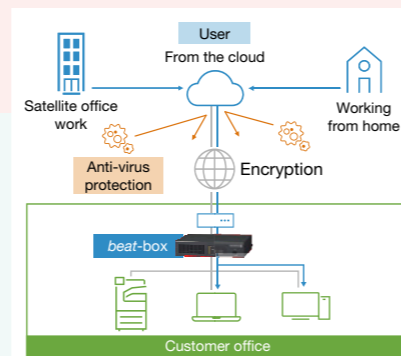 User
From the cloud
Satellite office
work
Working
from home
Anti-virus
protection
Encryption
beat-box
Customer office